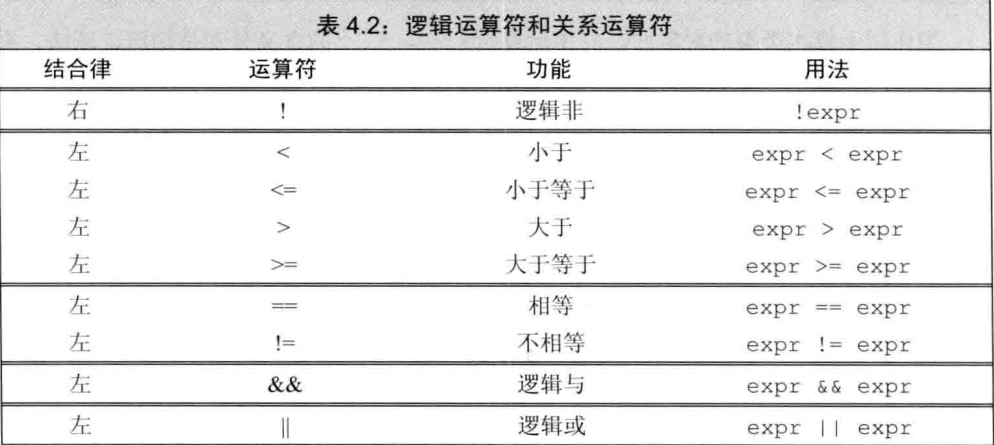 表 4.2：逻辑运算符和关系运算符
结合律 运算符 功能 用法
右 ! 逻辑非 !expr
左 < 小于 expr < expr
左 <= 小于等于 expr <= expr
左 > 大于 expr > expr
左 >= 大于等于 expr >= expr
左 == 相等 expr == expr
左 != 不相等 expr != expr
左 && 逻辑与 expr && expr
左 || 逻辑或 expr || expr